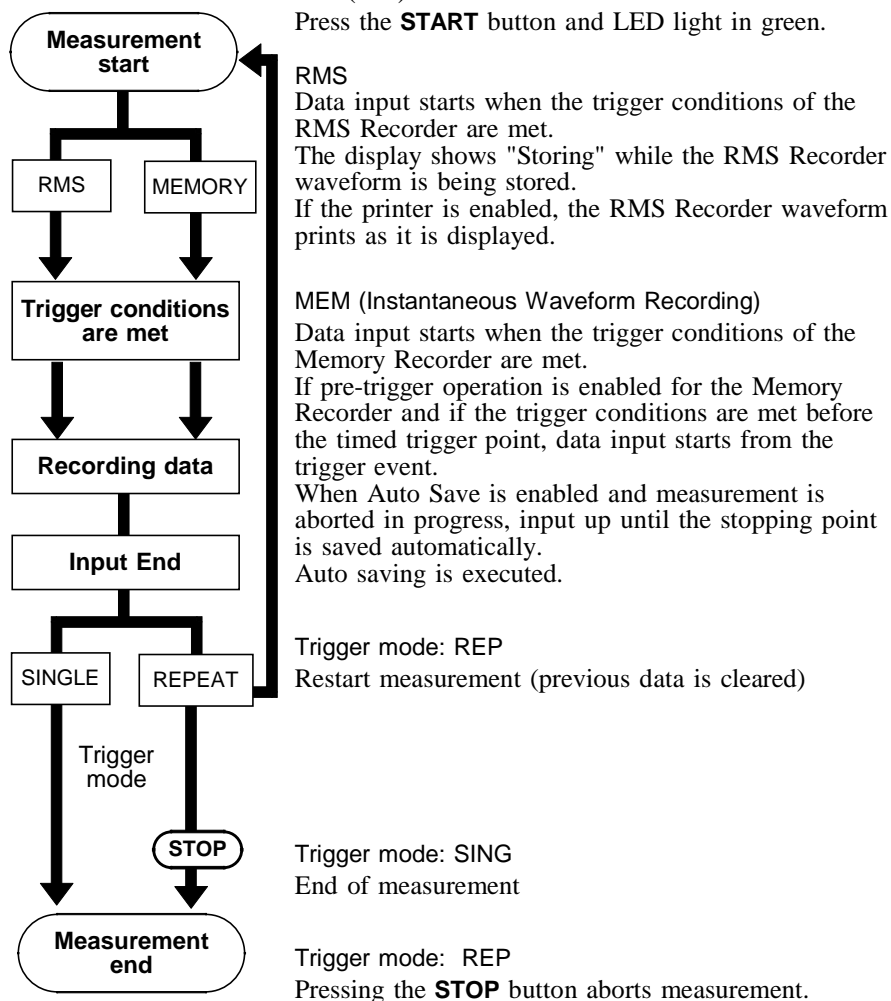 Press the START button and LED light in green.
Measurement
start
RMS
Data input starts when the trigger conditions of the
RMS Recorder are met.
The display shows "Storing" while the RMS Recorder
waveform is being stored.
If the printer is enabled, the RMS Recorder waveform
prints as it is displayed.
RMS
MEMORY
Trigger conditions
are met
MEM (Instantaneous Waveform Recording)
Data input starts when the trigger conditions of the
Memory Recorder are met.
If pre-trigger operation is enabled for the Memory
Recorder and if the trigger conditions are met before
the timed trigger point, data input starts from the
trigger event.
When Auto Save is enabled and measurement is
aborted in progress, input up until the stopping point
is saved automatically.
Auto saving is executed.
Recording data
Input End
SINGLE
REPEAT
Trigger mode: REP
Restart measurement (previous data is cleared)
Trigger
mode
STOP
Trigger mode: SING
End of measurement
Measurement
end
Trigger mode: REP
Pressing the STOP button aborts measurement.